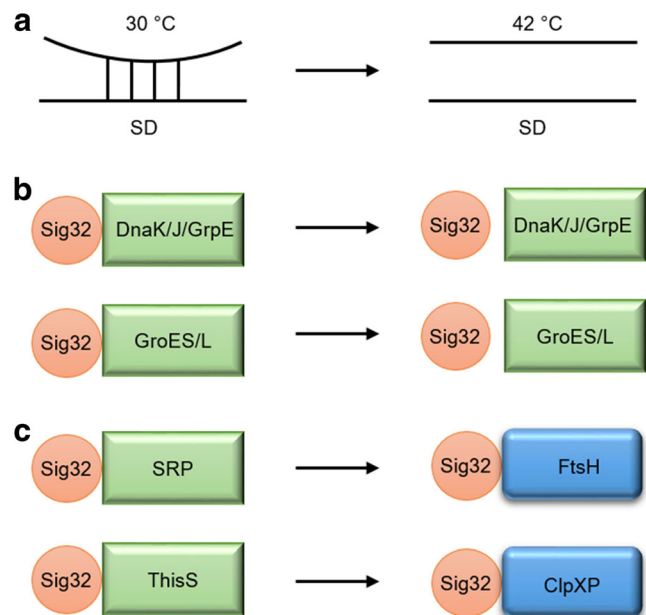 a
30 °C
42 °C
SD
SD
b
Sig32
DnaK/J/GrpE
Sig32
DnaK/J/GrpE
Sig32
GroES/L
Sig32
GroES/L
c
Sig32
SRP
Sig32
FtsH
Sig32
ThisS
Sig32
ClpXP